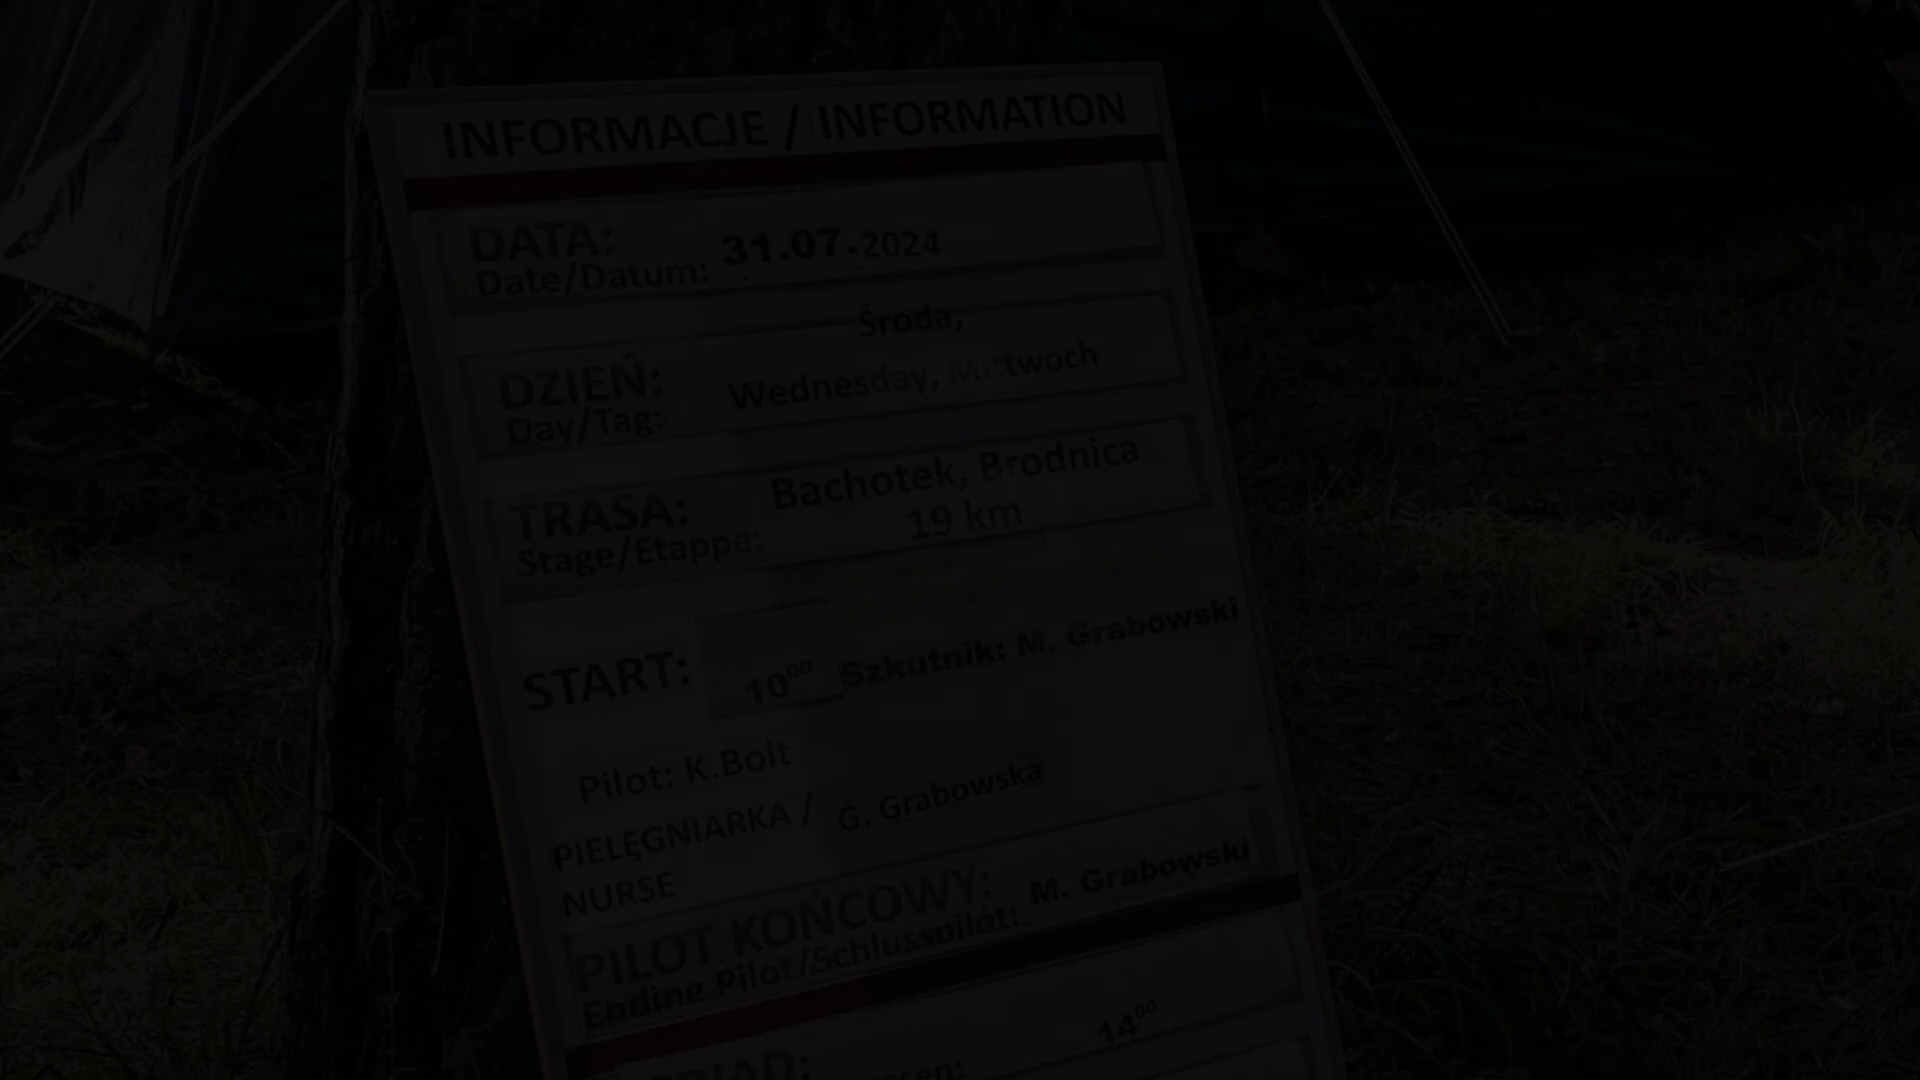 INFORMACJE / INFORMATION
DATA: 31.07.2024
Date/Datum:
Środa,
DZIEŃ: Wednesday, Mittwoch
Day/Tag:
TRASA: Bachotek, Brodnica
Stage/Etappe: 19 km
START: 10⁰⁰ Szkutnik: M. Grabowski
Pilot: K.Bolt
PIELĘGNIARKA / G. Grabowska
NURSE
PILOT KOŃCOWY: M. Grabowski
Ending Pilot/Schlusspilot:
14⁰⁰